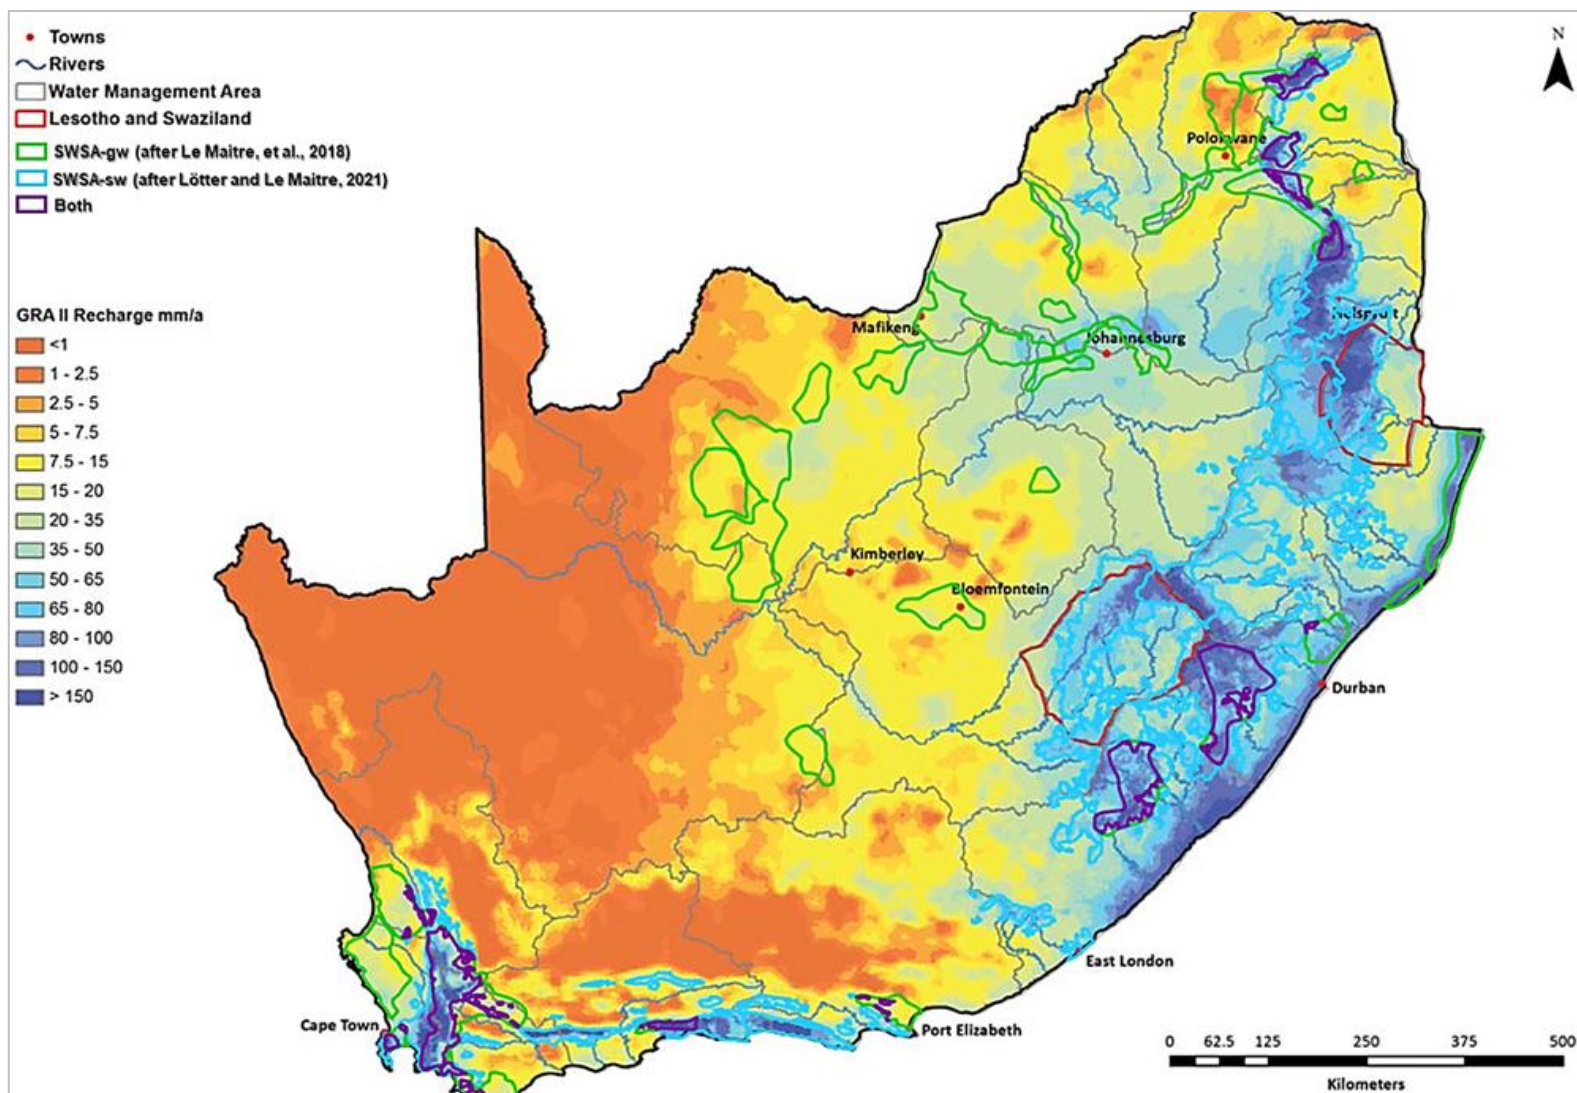 Towns
Rivers
Water Management Area
Lesotho and Swaziland
SWSA-gw (after Le Maitre, et al., 2018)
SWSA-sw (after Lötter and Le Maitre, 2021)
Both
GRA II Recharge mm/a
<1
1 - 2.5
2.5 - 5
5 - 7.5
7.5 - 15
15 - 20
20 - 35
35 - 50
50 - 65
65 - 80
80 - 100
100 - 150
> 150
N
Polokwane
Nelspruit
Mafikeng
Johannesburg
Kimberley
Bloemfontein
Durban
East London
Cape Town
Port Elizabeth
0 62.5 125 250 375 500
Kilometers